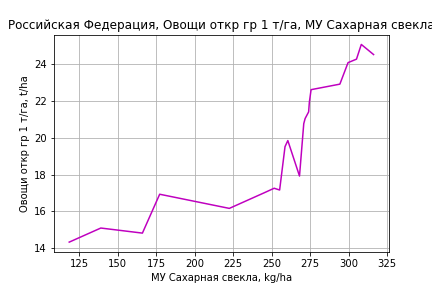 Российская Федерация, Овощи откр гр 1 т/га, МУ Сахарная свекла
Овощи откр гр 1 т/га, t/ha
24
22
20
18
16
14
125 150 175 200 225 250 275 300 325
МУ Сахарная свекла, kg/ha